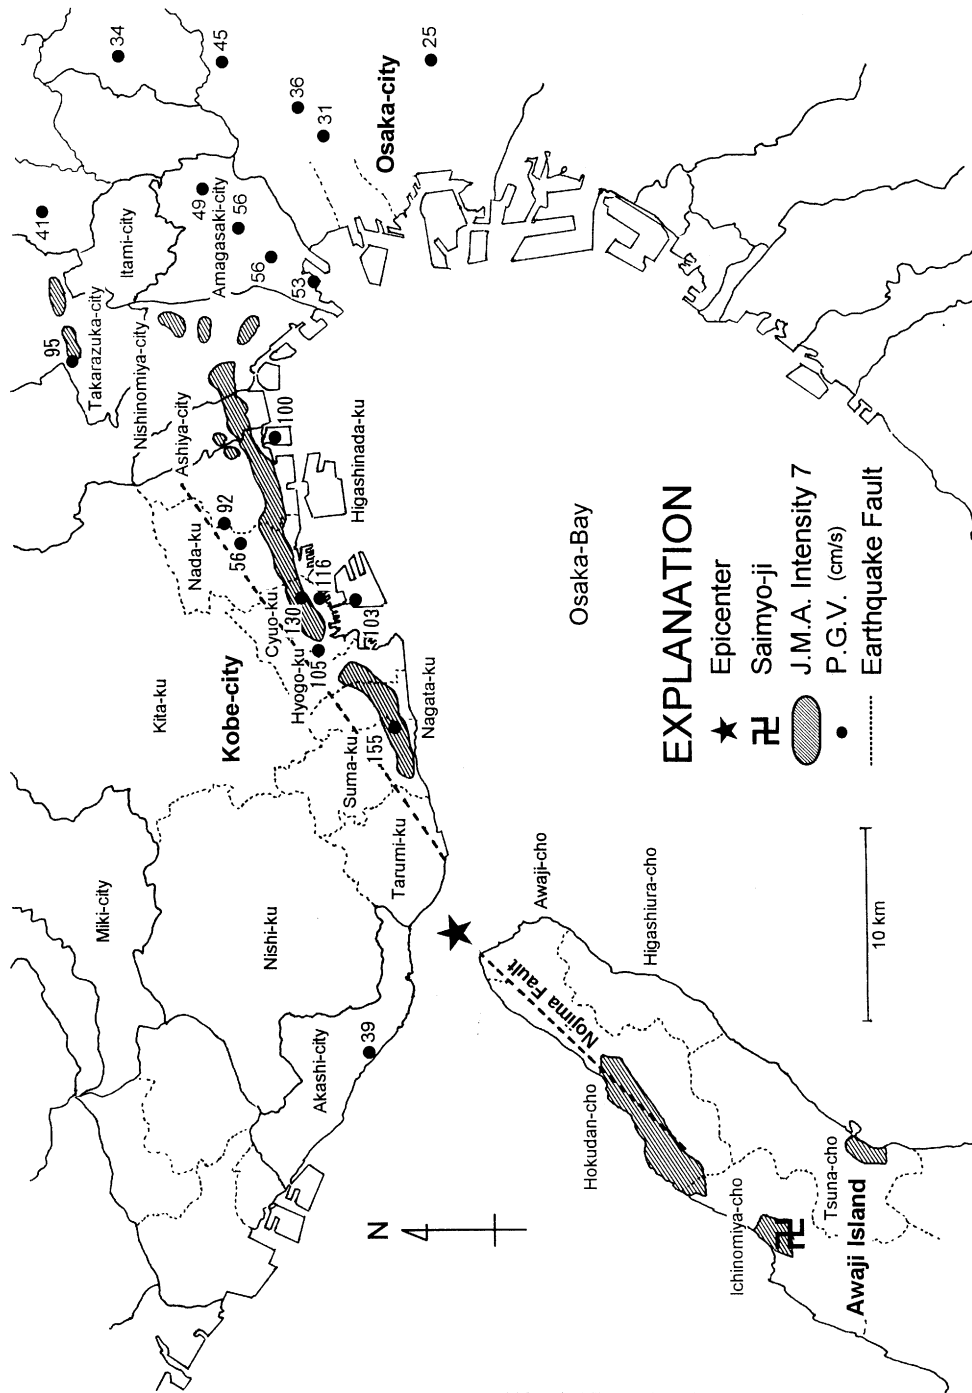 34
45
36
31
25
Osaka-city
41
49
Amagasaki-city
56
56
53
Itami-city
95
Takarazuka-city
Nishinomiya-city
Ashiya-city
100
Higashinada-ku
92
56
Nada-ku
Cyuo-ku
130
116
103
Hyogo-ku
105
Kita-ku
Kobe-city
Nagata-ku
155
Suma-ku
Tarumi-ku
Miki-city
Nishi-ku
Akashi-city
39
Osaka-Bay
Awaji-cho
Higashiura-cho
Nojima Fault
Hokudan-cho
Ichinomiya-cho
Tsuna-cho
Awaji Island
N
10 km
EXPLANATION
Epicenter
卍 Saimyo-ji
J.M.A. Intensity 7
P.G.V. (cm/s)
Earthquake Fault
卍